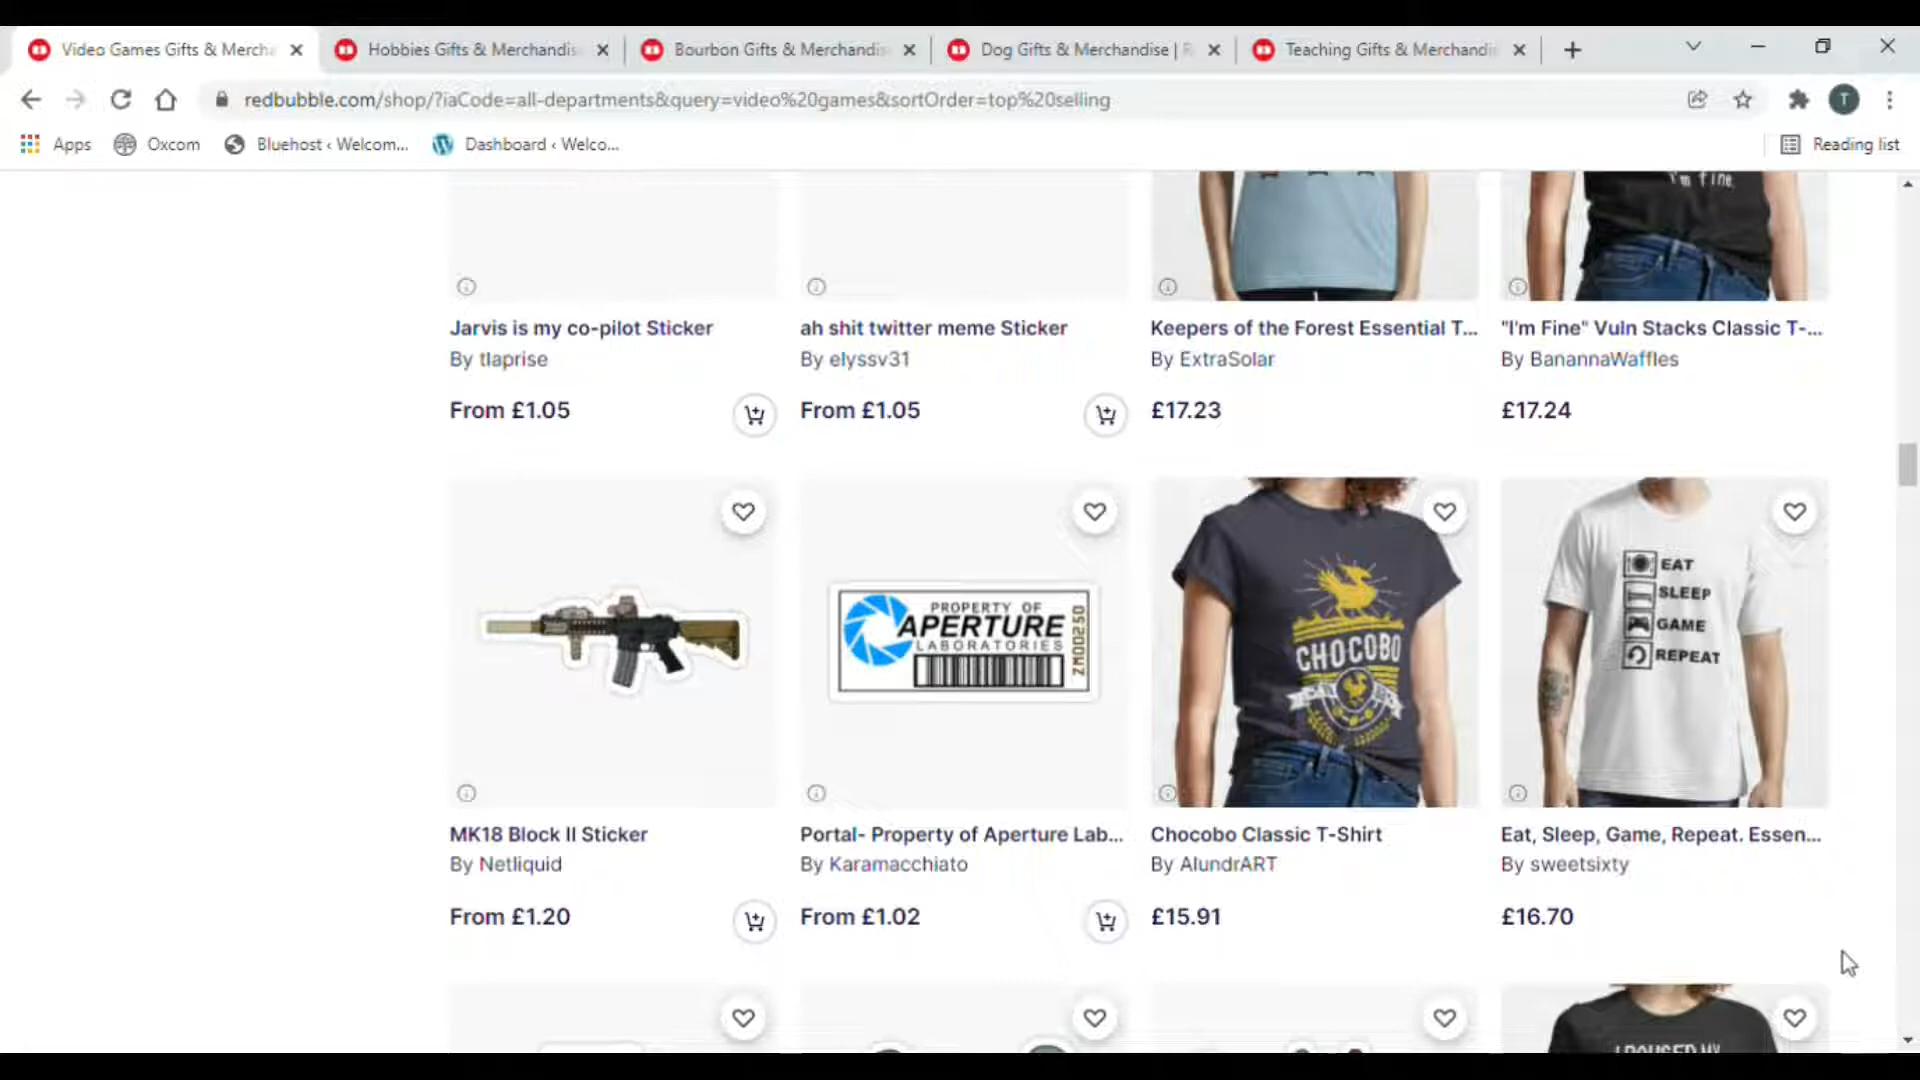 Video Games Gifts & Mercha
Hobbies Gifts & Merchandis
Bourbon Gifts & Merchandis
Dog Gifts & Merchandise | R
Teaching Gifts & Merchandi
redbubble.com/shop/?iaCode=all-departments&query=video%20games&sortOrder=top%20selling
T
Apps
Oxcom
Bluehost ‹ Welcom...
Dashboard ‹ Welco...
Reading list
I'm fine
Jarvis is my co-pilot Sticker
By tlaprise
From £1.05
ah shit twitter meme Sticker
By elyssv31
From £1.05
Keepers of the Forest Essential T...
By ExtraSolar
£17.23
"I'm Fine" Vuln Stacks Classic T-...
By BanannaWaffles
£17.24
PROPERTY OF
APERTURE
LABORATORIES
CHOCOBO
EAT
SLEEP
GAME
REPEAT
MK18 Block II Sticker
By Netliquid
From £1.20
Portal- Property of Aperture Lab...
By Karamacchiato
From £1.02
Chocobo Classic T-Shirt
By AlundrART
£15.91
Eat, Sleep, Game, Repeat. Essen...
By sweetsixty
£16.70
I PAUSED MY